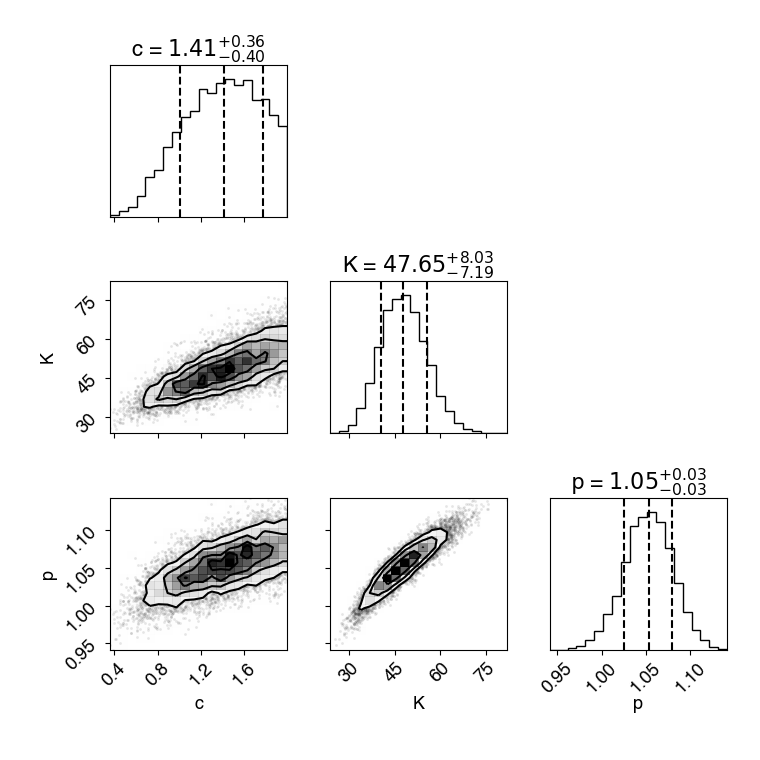 c = 1.41+0.36−0.40
K = 47.65+8.03−7.19
75
60
45
30
K
p = 1.05+0.03−0.03
1.10
1.05
1.00
0.95
p
0.4 0.8 1.2 1.6
c
30 45 60 75
K
0.95 1.00 1.05 1.10
p